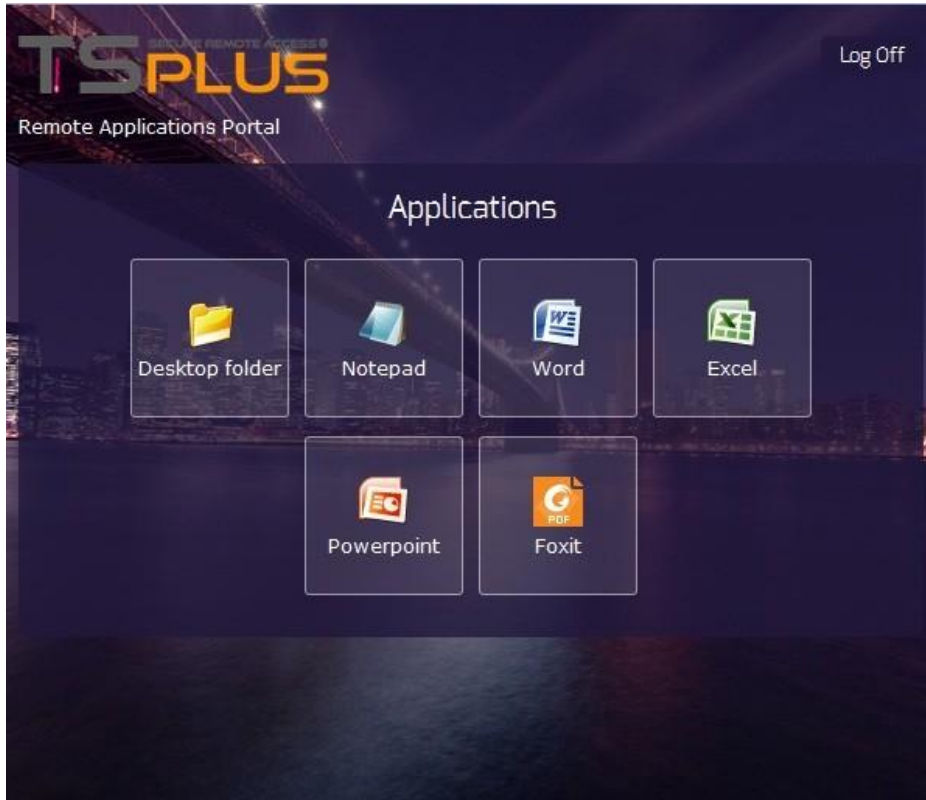 SECURE REMOTE ACCESS®
TSPLUS
Log Off
Remote Applications Portal
Applications
Desktop folder
Notepad
Word
Excel
Powerpoint
PDF
Foxit